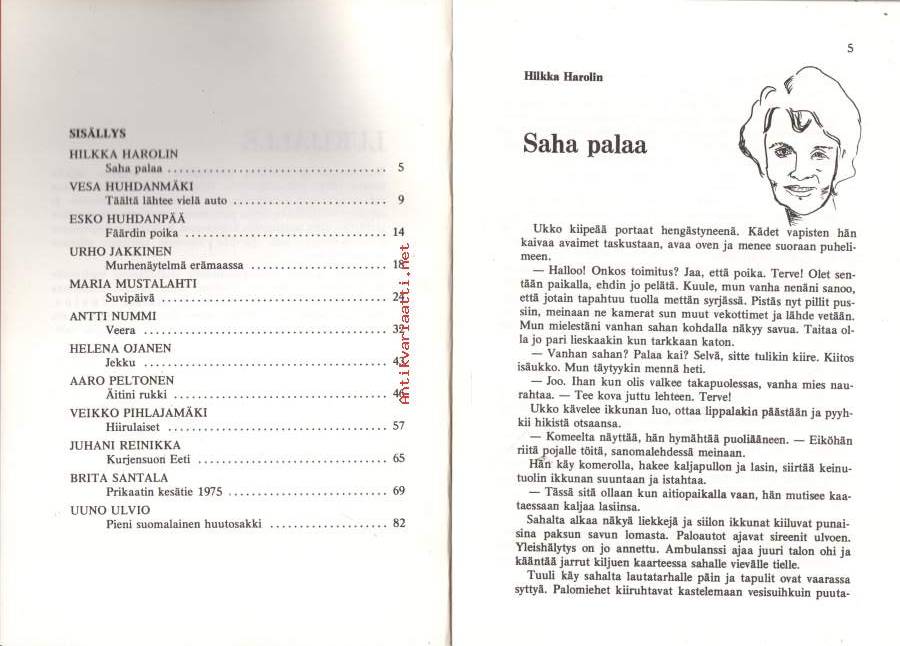 SISÄLLYS
HILKKA HAROLIN
Saha palaa ..................................... 5
VESA HUHDANMÄKI
Täältä lähtee vielä auto .......................... 9
ESKO HUHDANPÄÄ
Fäärdin poika .................................. 14
URHO JAKKINEN
Murhenäytelmä erämaassa ....................... 18
MARIA MUSTALAHTI
Suvipäivä ...................................... 24
ANTTI NUMMI
Veera ......................................... 32
HELENA OJANEN
Jekku ......................................... 43
AARO PELTONEN
Äitini rukki .................................... 46
VEIKKO PIHLAJAMÄKI
Hiirulaiset ..................................... 57
JUHANI REINIKKA
Kurjensuon Eeti ................................ 65
BRITA SANTALA
Prikaatin kesätie 1975 ........................... 69
UUNO ULVIO
Pieni suomalainen huutosakki .................... 82
Antikvariaatti.net
5
Hilkka Harolin
Saha palaa
Ukko kiipeää portaat hengästyneenä. Kädet vapisten hän
kaivaa avaimet taskustaan, avaa oven ja menee suoraan puheli-
meen.
— Halloo! Onkos toimitus? Jaa, että poika. Terve! Olet sen-
tään paikalla, ehdin jo pelätä. Kuule, mun vanha nenäni sanoo,
että jotain tapahtuu tuolla mettän syrjässä. Pistäs nyt pillit pus-
siin, meinaan ne kamerat sun muut vekottimet ja lähde vetään.
Mun mielestäni vanhan sahan kohdalla näkyy savua. Taitaa ol-
la jo pari lieskaakin kun tarkkaan katon.
— Vanhan sahan? Palaa kai? Selvä, sitte tulikin kiire. Kiitos
isäukko. Mun täytyykin mennä heti.
— Joo. Ihan kun olis valkee takapuolessas, vanha mies nau-
rahtaa. — Tee kova juttu lehteen. Terve!
Ukko kävelee ikkunan luo, ottaa lippalakin päästään ja pyyh-
kii hikistä otsaansa.
— Komeelta näyttää, hän hymähtää puoliääneen. — Eiköhän
riitä pojalle töitä, sanomalehdessä meinaan.
Hän käy komerolla, hakee kaljapullon ja lasin, siirtää keinu-
tuolin ikkunan suuntaan ja istahtaa.
— Tässä sitä ollaan kun aitiopaikalla vaan, hän mutisee kaa-
taessaan kaljaa lasiinsa.
Sahalta alkaa näkyä liekkejä ja siilon ikkunat kiiluvat punai-
sina paksun savun lomasta. Paloautot ajavat sireenit ulvoen.
Yleishälytys on jo annettu. Ambulanssi ajaa juuri talon ohi ja
kääntää jarrut kiljuen kaarteessa sahalle vievälle tielle.
Tuuli käy sahalta lautatarhalle päin ja tapulit ovat vaarassa
syttyä. Palomiehet kiiruhtavat kastelemaan vesisuihkuin puuta-